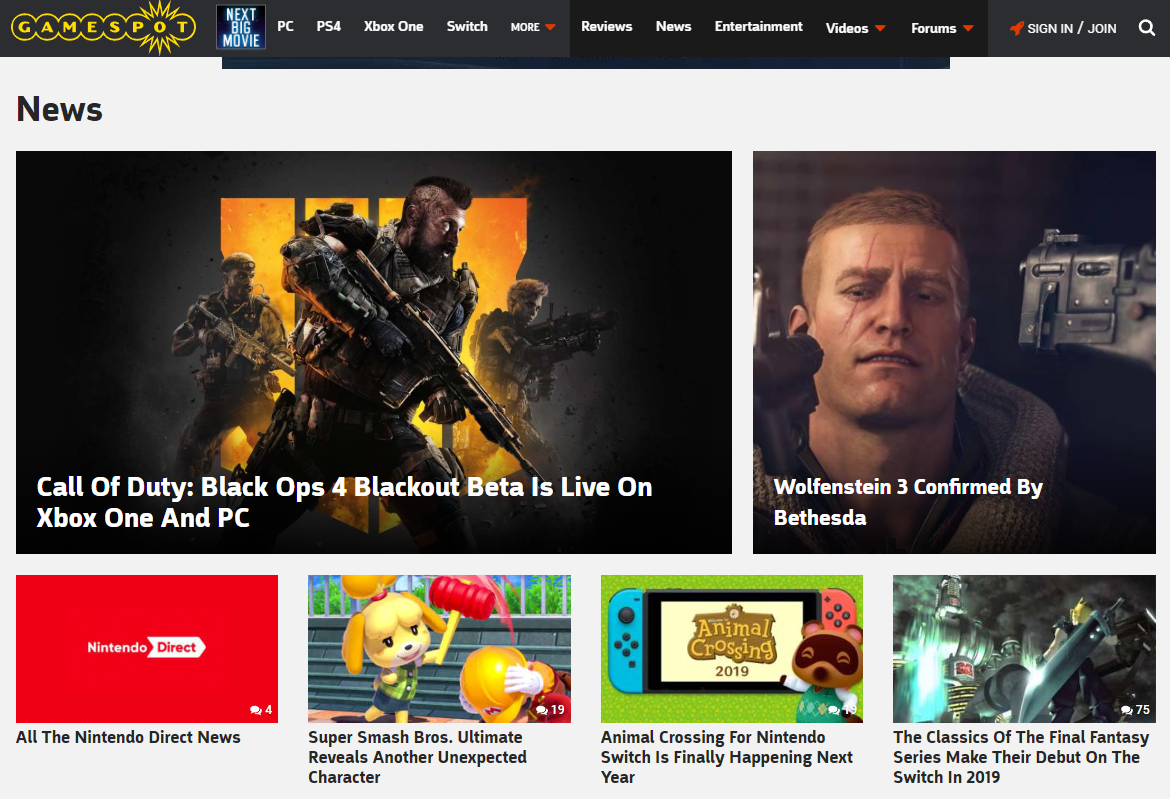 GAMESPOT
NEXT
BIG
MOVIE
PC PS4 Xbox One Switch MORE Reviews News Entertainment Videos Forums SIGN IN / JOIN
News
Call Of Duty: Black Ops 4 Blackout Beta Is Live On
Xbox One And PC
Wolfenstein 3 Confirmed By
Bethesda
Nintendo Direct
4
All The Nintendo Direct News
19
Super Smash Bros. Ultimate
Reveals Another Unexpected
Character
Animal
Crossing
2019
19
Animal Crossing For Nintendo
Switch Is Finally Happening Next
Year
75
The Classics Of The Final Fantasy
Series Make Their Debut On The
Switch In 2019